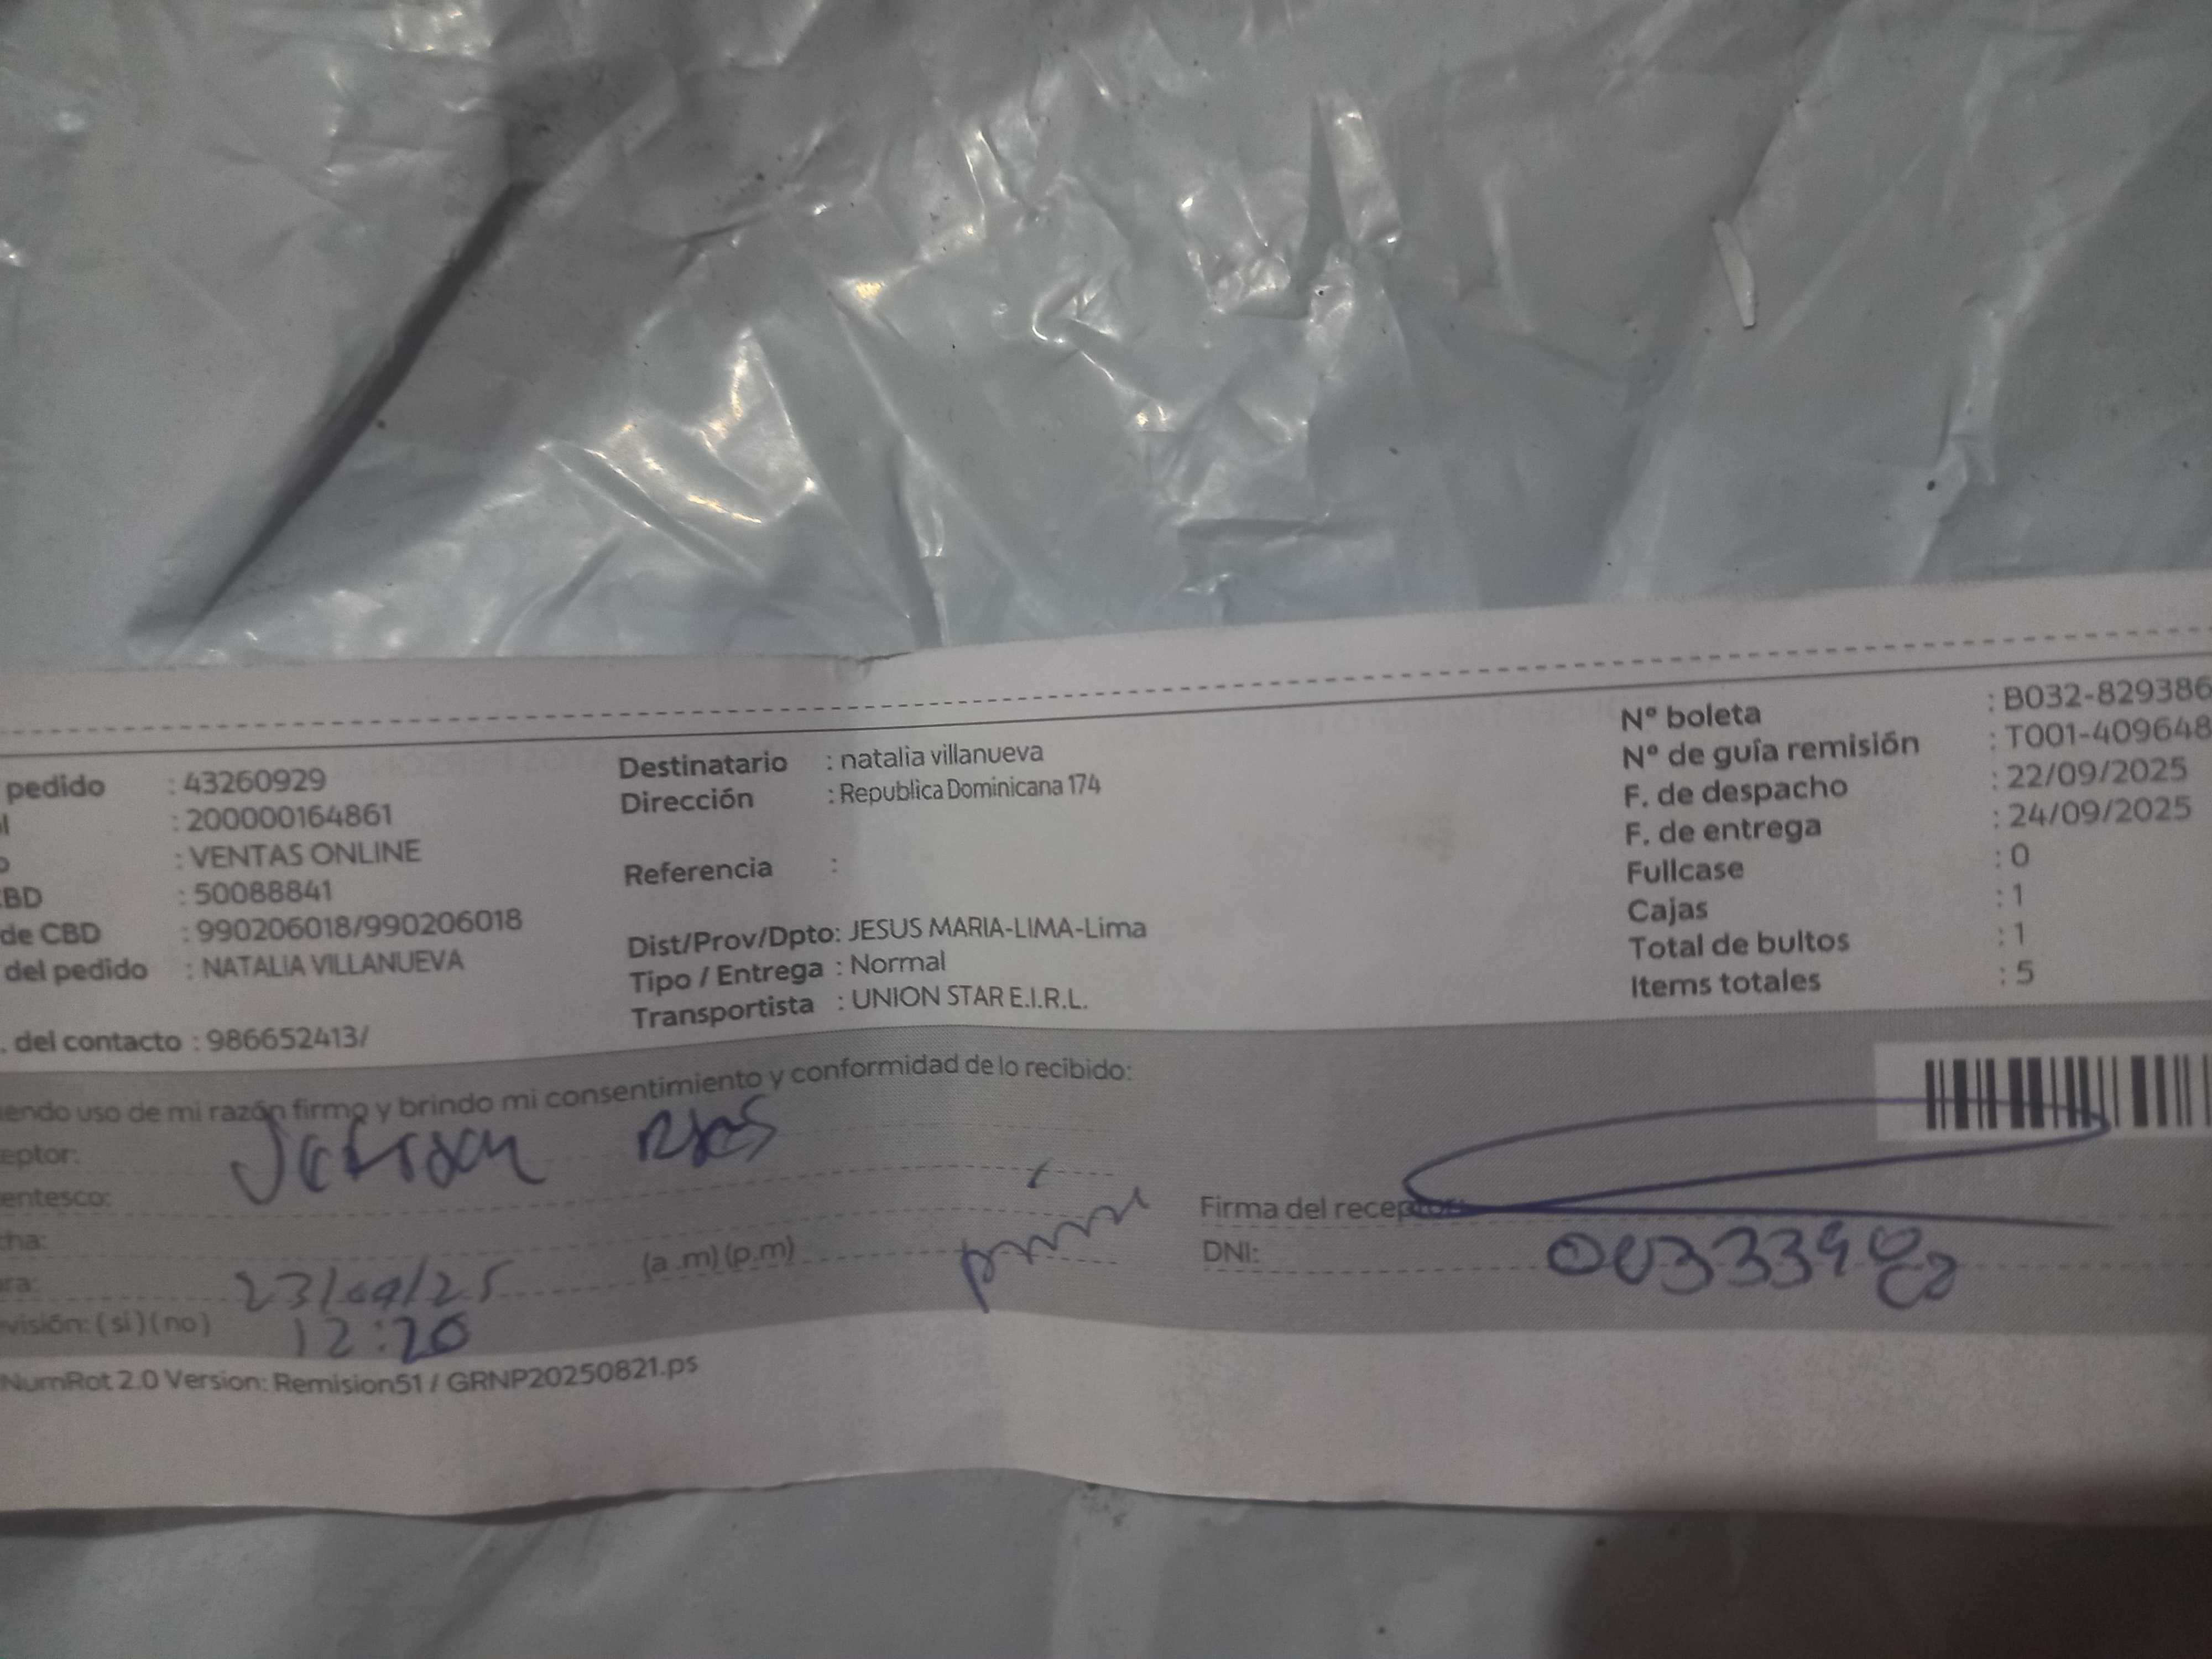 pedido : 43260929
: 200000164861
: VENTAS ONLINE
CBD : 50088841
de CBD : 990206018/990206018
del pedido : NATALIA VILLANUEVA
. del contacto : 986652413/
Destinatario : natalia villanueva
Dirección : Republica Dominicana 174
Referencia :
Dist/Prov/Dpto: JESUS MARIA-LIMA-Lima
Tipo / Entrega : Normal
Transportista : UNION STAR E.I.R.L.
N° boleta : B032-829386
N° de guía remisión : T001-409648
F. de despacho : 22/09/2025
F. de entrega : 24/09/2025
Fullcase : 0
Cajas : 1
Total de bultos : 1
Items totales : 5
iendo uso de mi razón firmo y brindo mi consentimiento y conformidad de lo recibido:
eptor:
entesco:
cha:
ra: 23/09/25 (a .m) (p.m)
visión: (si) (no) 12:20
Firma del receptor:
DNI:
NumRot 2.0 Version: Remision51 / GRNP20250821.ps